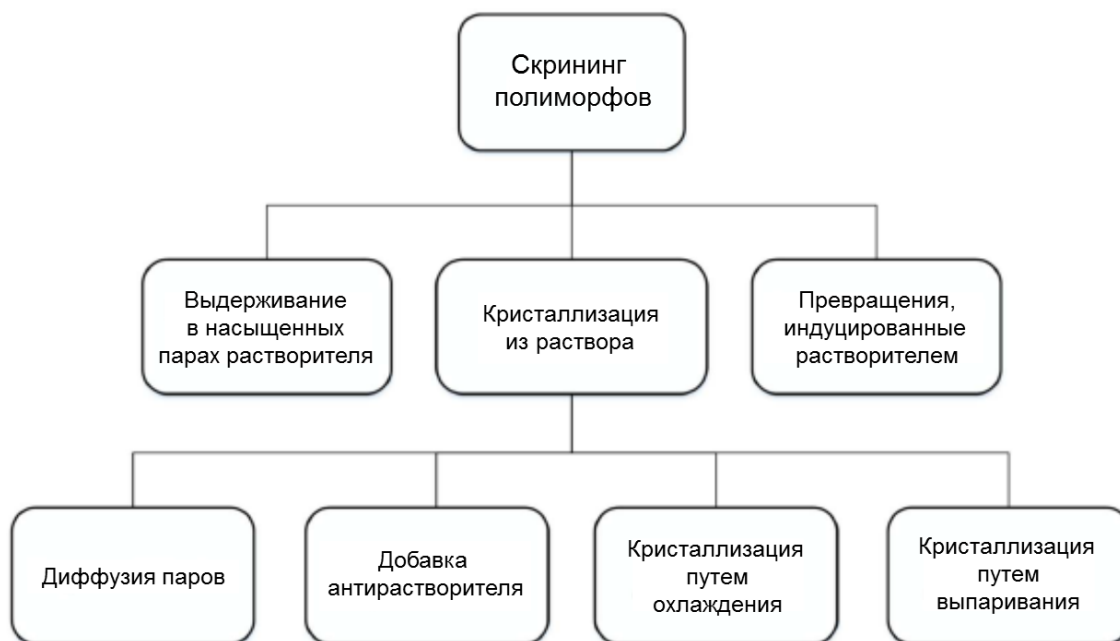 Скрининг
полиморфов
Выдерживание
в насыщенных
парах растворителя
Кристаллизация
из раствора
Превращения,
индуцированные
растворителем
Диффузия паров
Добавка
антирастворителя
Кристаллизация
путем
охлаждения
Кристаллизация
путем
выпаривания